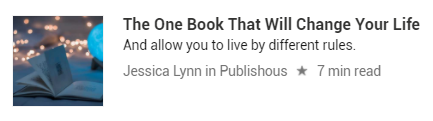 The One Book That Will Change Your Life
And allow you to live by different rules.
Jessica Lynn in Publishous ★ 7 min read